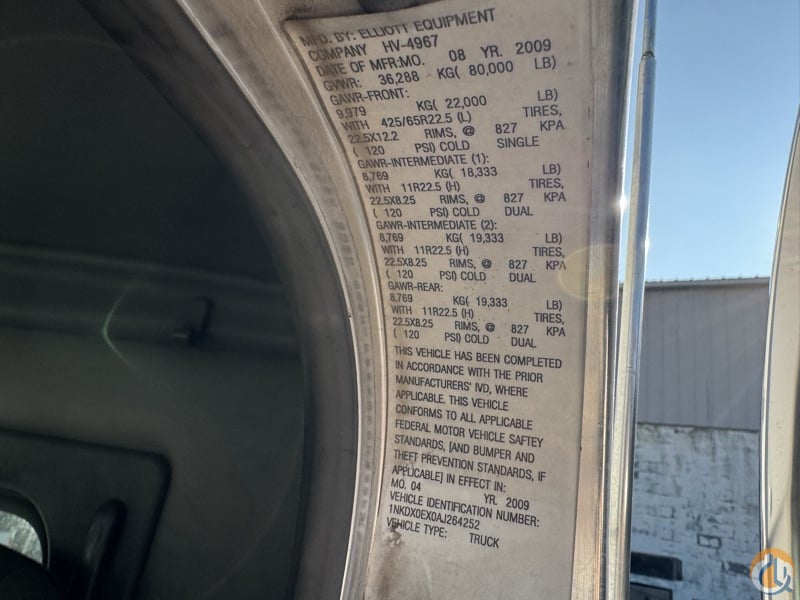 MFD. BY: ELLIOTT EQUIPMENT
COMPANY HV-4967
DATE OF MFR:MO. 08 YR. 2009
GVWR: 36,288 KG( 80,000 LB)
GAWR-FRONT:
9,979 KG( 22,000 LB)
WITH 425/65R22.5 (L) TIRES,
22.5X12.2 RIMS, @ 827 KPA
( 120 PSI) COLD SINGLE
GAWR-INTERMEDIATE (1):
8,769 KG( 18,333 LB)
WITH 11R22.5 (H) TIRES,
22.5X8.25 RIMS, @ 827 KPA
( 120 PSI) COLD DUAL
GAWR-INTERMEDIATE (2):
8,769 KG( 19,333 LB)
WITH 11R22.5 (H) TIRES,
22.5X8.25 RIMS, @ 827 KPA
( 120 PSI) COLD DUAL
GAWR-REAR:
8,769 KG( 19,333 LB)
WITH 11R22.5 (H) TIRES,
22.5X8.25 RIMS, @ 827 KPA
( 120 PSI) COLD DUAL
THIS VEHICLE HAS BEEN COMPLETED
IN ACCORDANCE WITH THE PRIOR
MANUFACTURERS' IVD, WHERE
APPLICABLE. THIS VEHICLE
CONFORMS TO ALL APPLICABLE
FEDERAL MOTOR VEHICLE SAFTEY
STANDARDS, [AND BUMPER AND
THEFT PREVENTION STANDARDS, IF
APPLICABLE] IN EFFECT IN:
MO. 04 YR. 2009
VEHICLE IDENTIFICATION NUMBER:
1NKDX0EX0AJ264252
VEHICLE TYPE: TRUCK